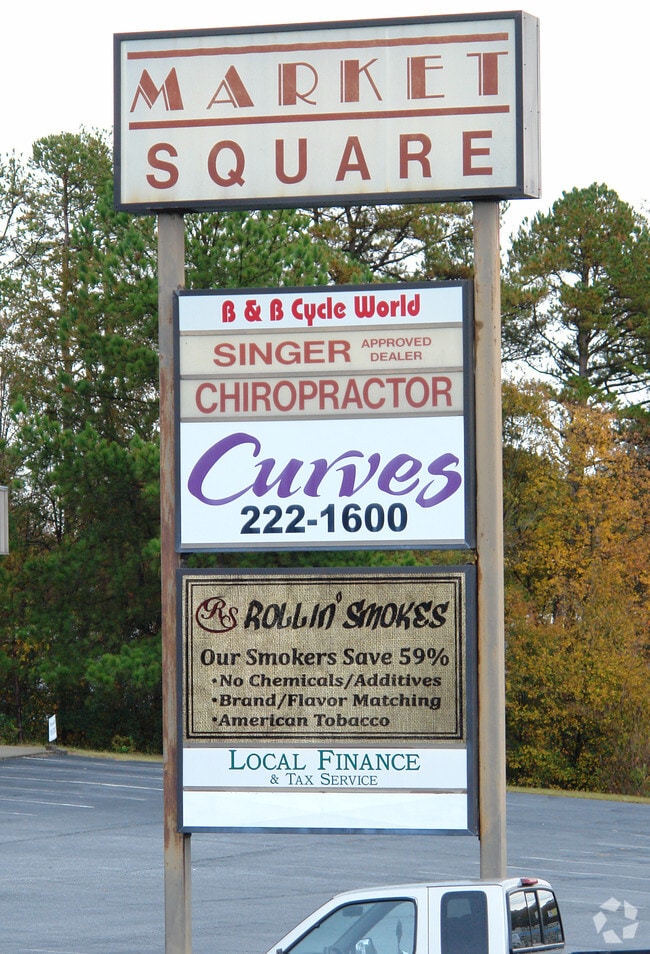 MARKET
SQUARE
B & B Cycle World
SINGER APPROVED DEALER
CHIROPRACTOR
Curves
222-1600
RS ROLLIN' SMOKES
Our Smokers Save 59%
•No Chemicals/Additives
•Brand/Flavor Matching
•American Tobacco
LOCAL FINANCE
& TAX SERVICE